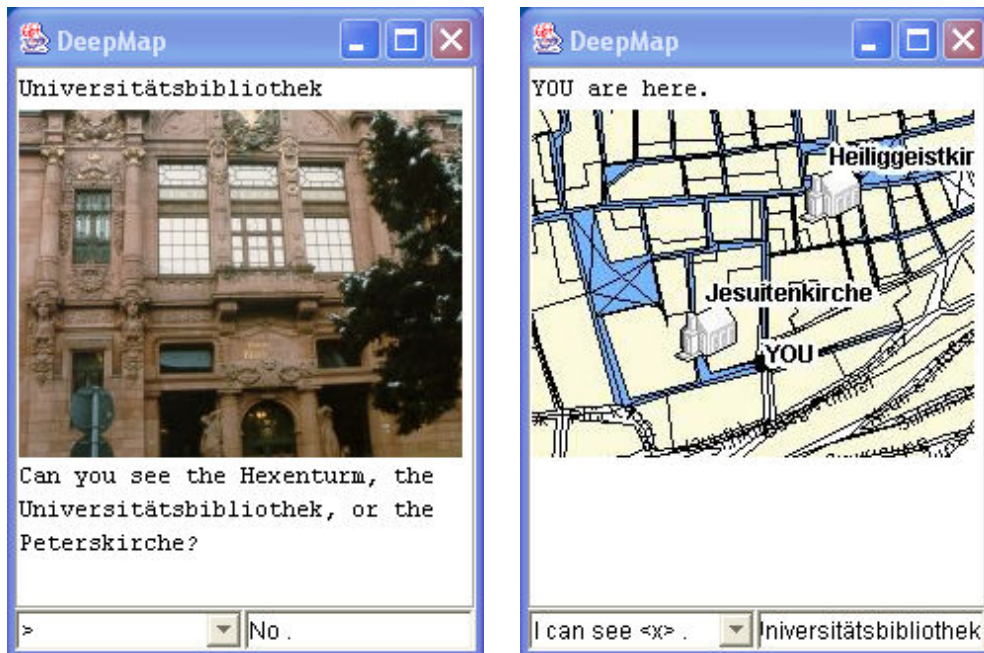 DeepMap
Universitätsbibliothek
Can you see the Hexenturm, the
Universitätsbibliothek, or the
Peterskirche?
>
No .
DeepMap
YOU are here.
Heiliggeistkir
Jesuitenkirche
YOU
I can see <x> .
niversitätsbibliothek